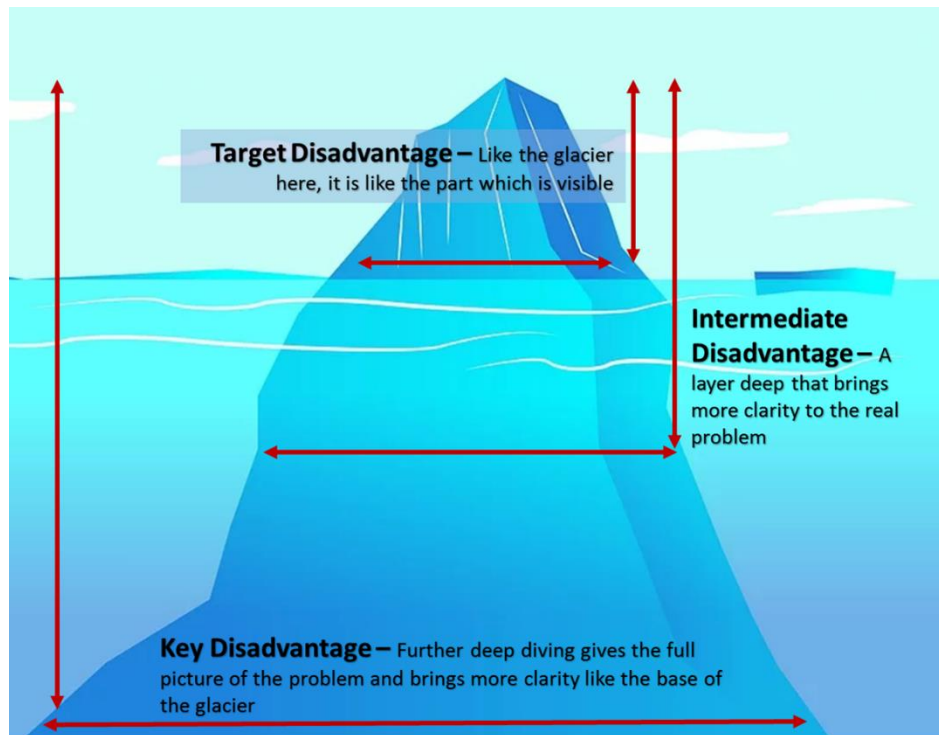 Target Disadvantage – Like the glacier
here, it is like the part which is visible
Intermediate
Disadvantage – A
layer deep that brings
more clarity to the real
problem
Key Disadvantage – Further deep diving gives the full
picture of the problem and brings more clarity like the base of
the glacier